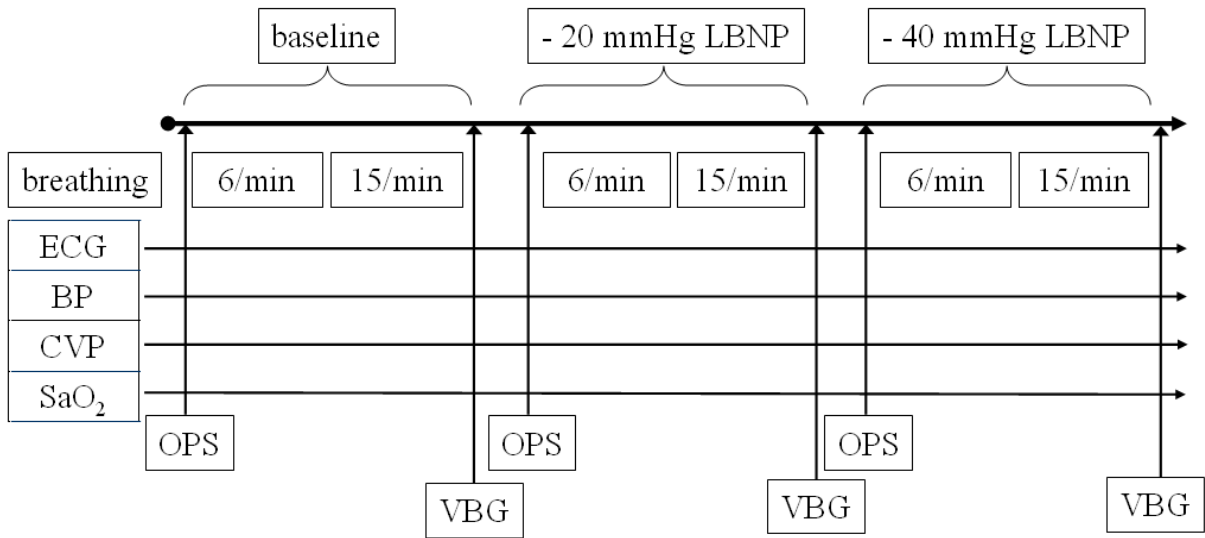 baseline
- 20 mmHg LBNP
- 40 mmHg LBNP
breathing
6/min
15/min
6/min
15/min
6/min
15/min
ECG
BP
CVP
SaO₂
OPS
OPS
OPS
VBG
VBG
VBG